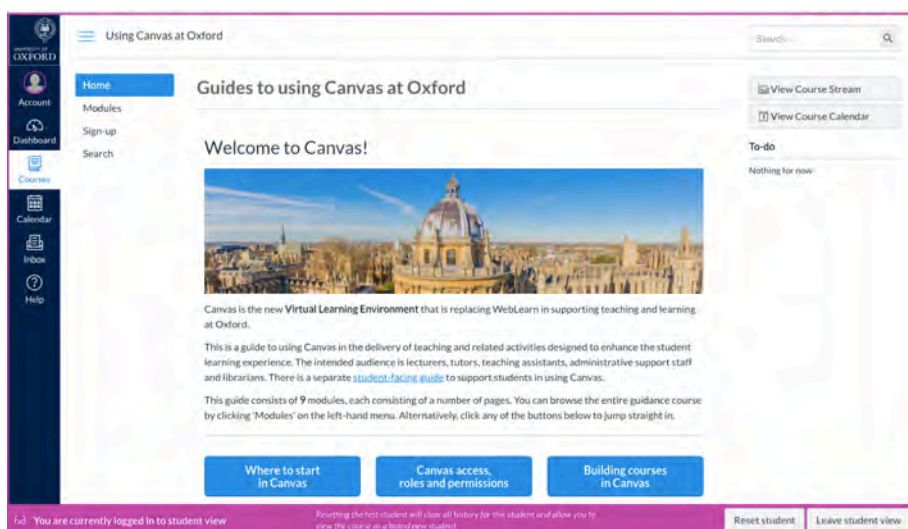 UNIVERSITY OF
OXFORD
Account
Dashboard
Courses
Calendar
Inbox
Help
Using Canvas at Oxford
Home
Modules
Sign-up
Search
Guides to using Canvas at Oxford
Welcome to Canvas!
Canvas is the new Virtual Learning Environment that is replacing WebLearn in supporting teaching and learning
at Oxford.
This is a guide to using Canvas in the delivery of teaching and related activities designed to enhance the student
learning experience. The intended audience is lecturers, tutors, teaching assistants, administrative support staff
and librarians. There is a separate student-facing guide to support students in using Canvas.
This guide consists of 9 modules, each consisting of a number of pages. You can browse the entire guidance course
by clicking 'Modules' on the left-hand menu. Alternatively, click any of the buttons below to jump straight in.
Where to start
in Canvas
Canvas access,
roles and permissions
Building courses
in Canvas
Search...
View Course Stream
View Course Calendar
To-do
Nothing for now
You are currently logged in to student view
Resetting the test student will clear all history for this student and allow you to
view the course as a brand new student.
Reset student
Leave student view